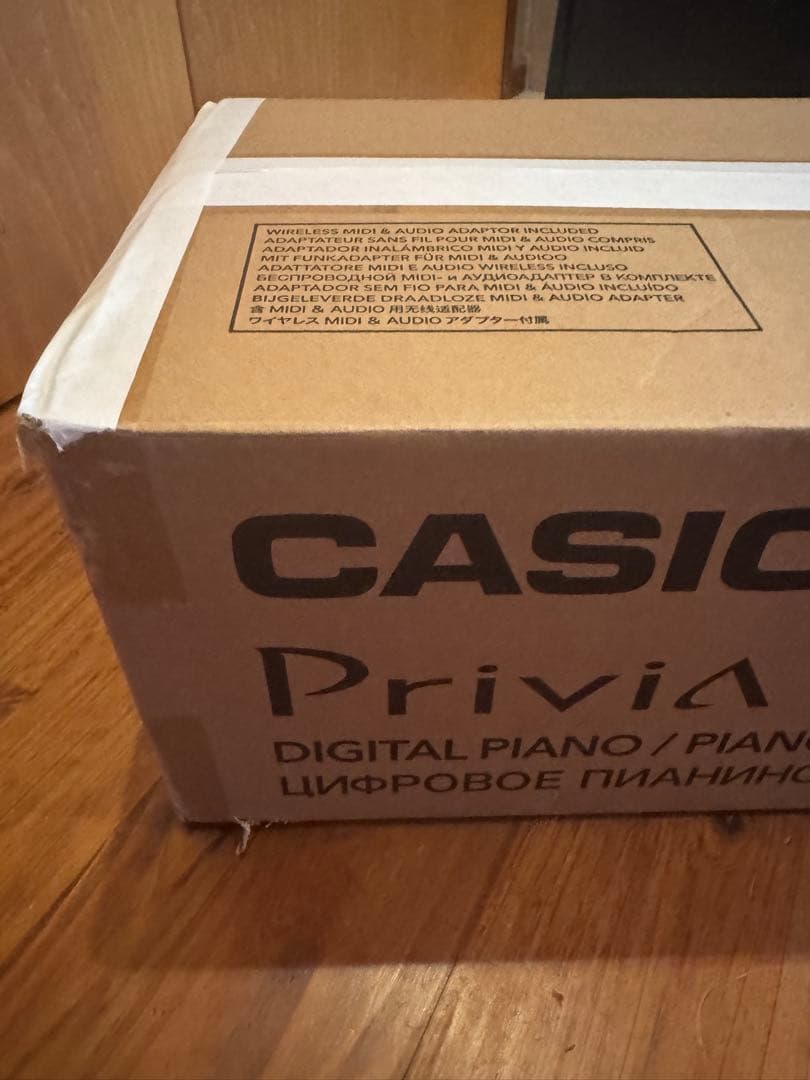 WIRELESS MIDI & AUDIO ADAPTOR INCLUDED
ADAPTATEUR SANS FIL POUR MIDI & AUDIO COMPRIS
ADAPTADOR INALÁMBRICO MIDI Y AUDIO INCLUID
MIT FUNKADAPTER FÜR MIDI & AUDIOO
ADATTATORE MIDI E AUDIO WIRELESS INCLUSO
БЕСПРОВОДНОЙ MIDI- и АУДИОАДАПТЕР В КОМПЛЕКТЕ
ADAPTADOR SEM FIO PARA MIDI & ÁUDIO INCLUÍDO
BIJGELEVERDE DRAADLOZE MIDI & AUDIO ADAPTER
含 MIDI & AUDIO 用无线适配器
ワイヤレス MIDI & AUDIO アダプター付属
CASIO
Privia
DIGITAL PIANO / PIANO
ЦИФРОВОЕ ПИАНИНО